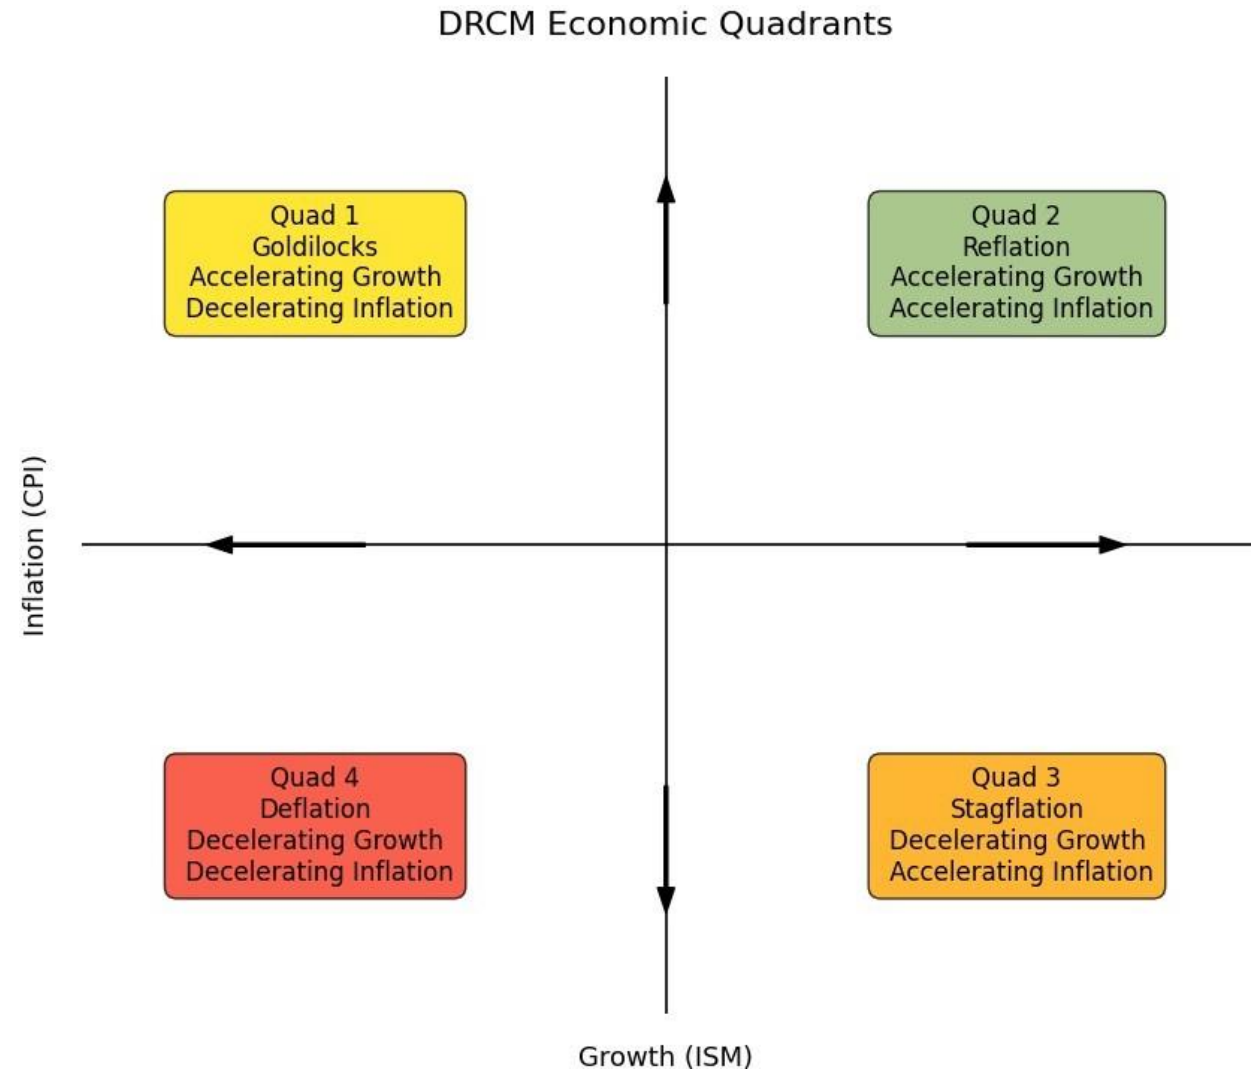 DRCM Economic Quadrants
Quad 1
Goldilocks
Accelerating Growth
Decelerating Inflation
Quad 2
Reflation
Accelerating Growth
Accelerating Inflation
Inflation (CPI)
Quad 4
Deflation
Decelerating Growth
Decelerating Inflation
Quad 3
Stagflation
Decelerating Growth
Accelerating Inflation
Growth (ISM)